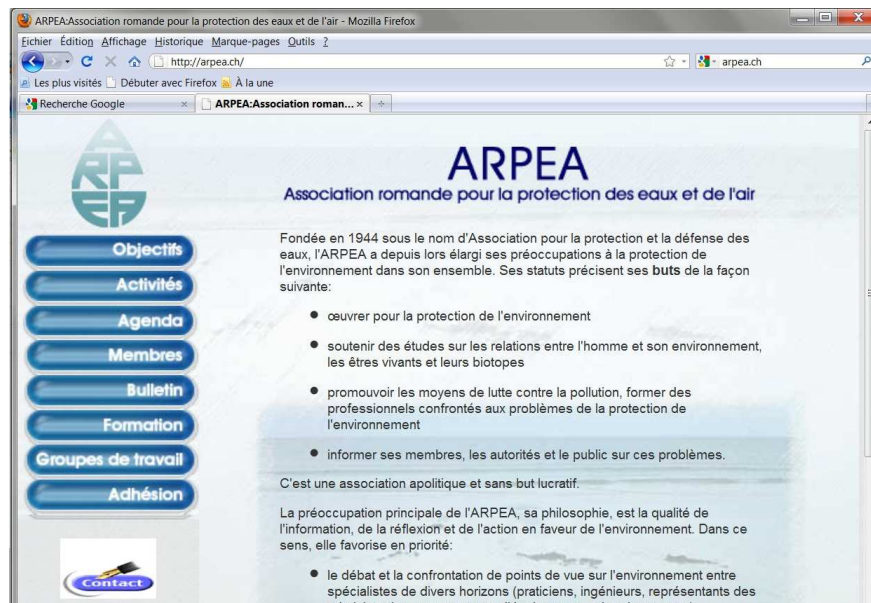 ARPEA:Association romande pour la protection des eaux et de l'air - Mozilla Firefox
Fichier Édition Affichage Historique Marque-pages Outils ?
http://arpea.ch/
arpea.ch
Les plus visités Débuter avec Firefox À la une
Recherche Google
ARPEA:Association roman...
ARPEA
ARPEA
Association romande pour la protection des eaux et de l'air
Objectifs
Activités
Agenda
Membres
Bulletin
Formation
Groupes de travail
Adhésion
Contact
Fondée en 1944 sous le nom d'Association pour la protection et la défense des
eaux, l'ARPEA a depuis lors élargi ses préoccupations à la protection de
l'environnement dans son ensemble. Ses statuts précisent ses buts de la façon
suivante:
œuvrer pour la protection de l'environnement
soutenir des études sur les relations entre l'homme et son environnement,
les êtres vivants et leurs biotopes
promouvoir les moyens de lutte contre la pollution, former des
professionnels confrontés aux problèmes de la protection de
l'environnement
informer ses membres, les autorités et le public sur ces problèmes.
C'est une association apolitique et sans but lucratif.
La préoccupation principale de l'ARPEA, sa philosophie, est la qualité de
l'information, de la réflexion et de l'action en faveur de l'environnement. Dans ce
sens, elle favorise en priorité:
le débat et la confrontation de points de vue sur l'environnement entre
spécialistes de divers horizons (praticiens, ingénieurs, représentants des